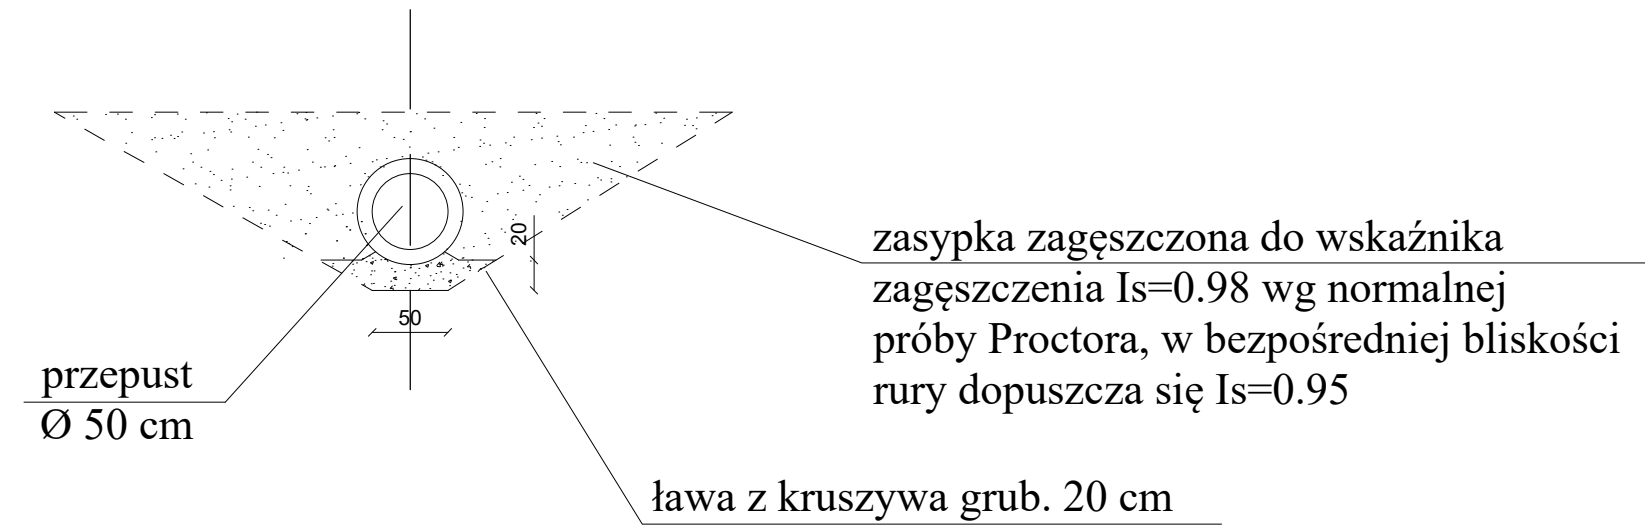 20
50
zasypka zagęszczona do wskaźnika
zagęszczenia Is=0.98 wg normalnej
próby Proctora, w bezpośredniej bliskości
rury dopuszcza się Is=0.95
przepust
Ø 50 cm
ława z kruszywa grub. 20 cm